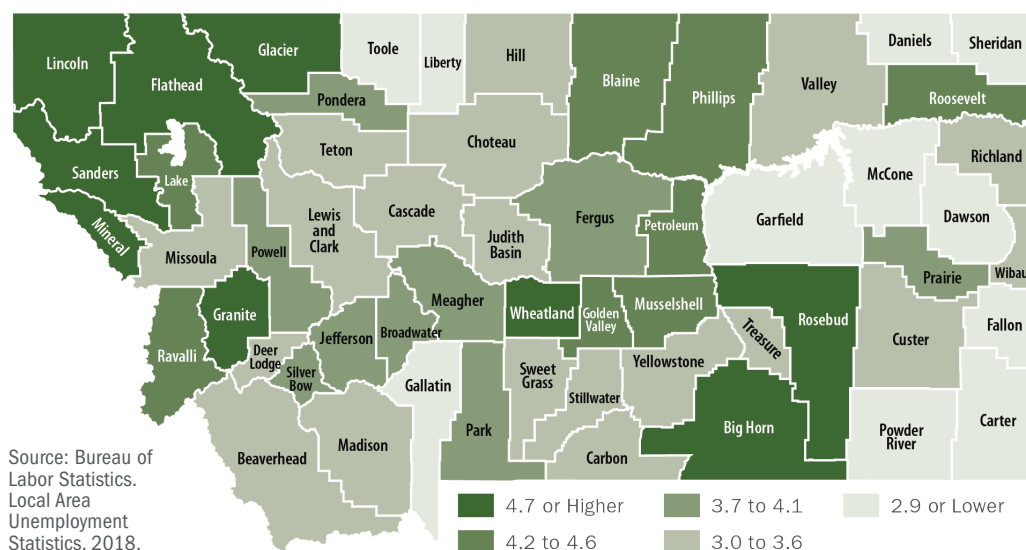 Lincoln
Flathead
Glacier
Toole
Liberty
Hill
Blaine
Phillips
Valley
Daniels
Sheridan
Roosevelt
Pondera
Teton
Choteau
Richland
McCone
Dawson
Sanders
Lake
Mineral
Missoula
Powell
Lewis
and
Clark
Cascade
Judith
Basin
Fergus
Petroleum
Garfield
Prairie
Wibau
Granite
Ravalli
Deer
Lodge
Silver
Bow
Jefferson
Broadwater
Meagher
Wheatland
Golden
Valley
Musselshell
Rosebud
Treasure
Custer
Fallon
Gallatin
Park
Sweet
Grass
Stillwater
Yellowstone
Big Horn
Powder
River
Carter
Beaverhead
Madison
Carbon
Source: Bureau of
Labor Statistics.
Local Area
Unemployment
Statistics. 2018.
4.7 or Higher
3.7 to 4.1
2.9 or Lower
4.2 to 4.6
3.0 to 3.6